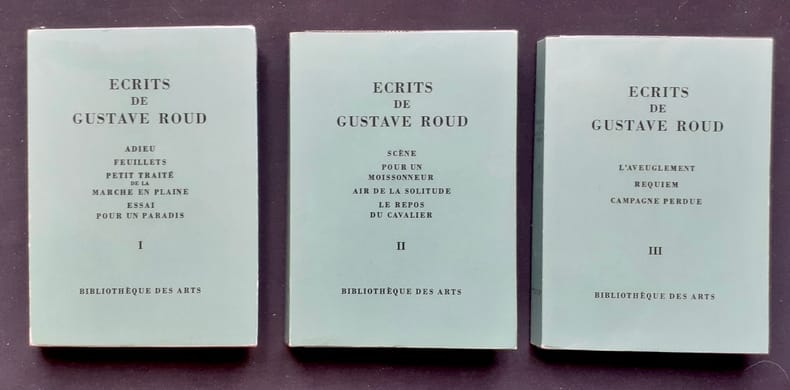 ECRITS
DE
GUSTAVE ROUD
ADIEU
FEUILLETS
PETIT TRAITÉ
DE LA
MARCHE EN PLAINE
ESSAI
POUR UN PARADIS
I
BIBLIOTHÈQUE DES ARTS
ECRITS
DE
GUSTAVE ROUD
SCÈNE
POUR UN
MOISSONNEUR
AIR DE LA SOLITUDE
LE REPOS
DU CAVALIER
II
BIBLIOTHÈQUE DES ARTS
ECRITS
DE
GUSTAVE ROUD
L'AVEUGLEMENT
REQUIEM
CAMPAGNE PERDUE
III
BIBLIOTHÈQUE DES ARTS